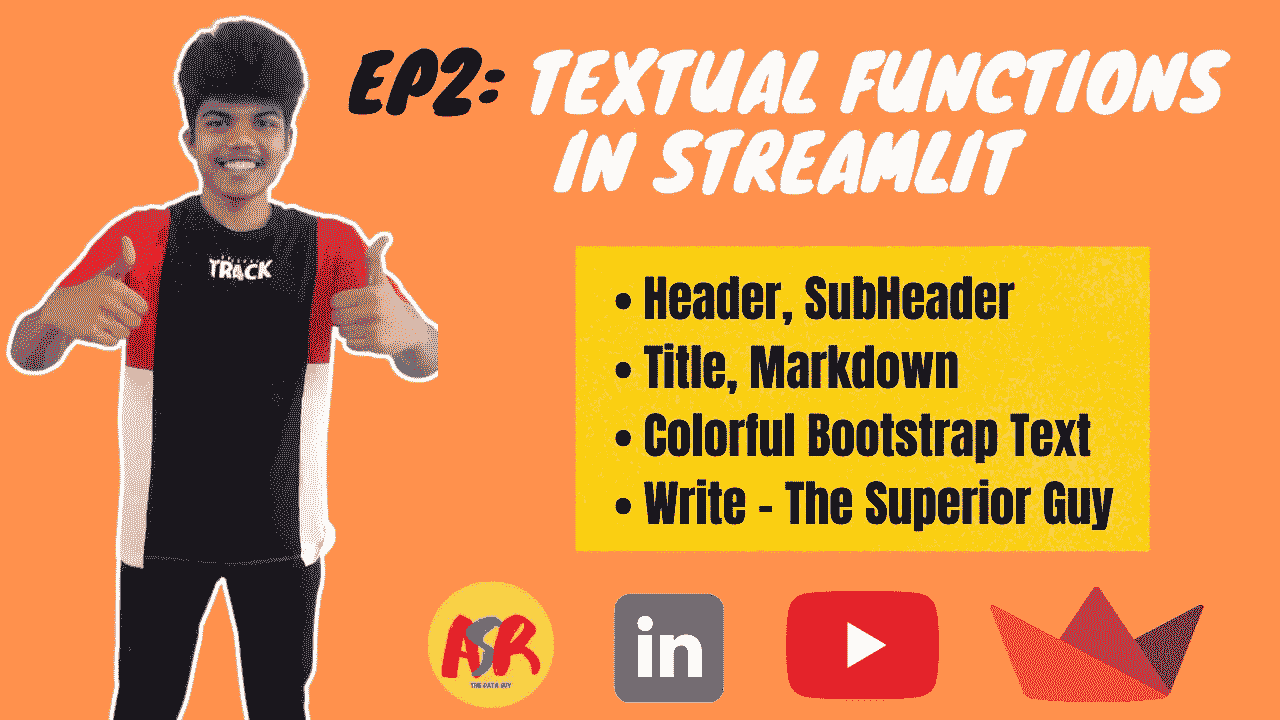 EP2: TEXTUAL FUNCTIONS
IN STREAMLIT
TRACK
• Header, SubHeader
• Title, Markdown
• Colorful Bootstrap Text
• Write - The Superior Guy
ASR
THE DATA GUY
in